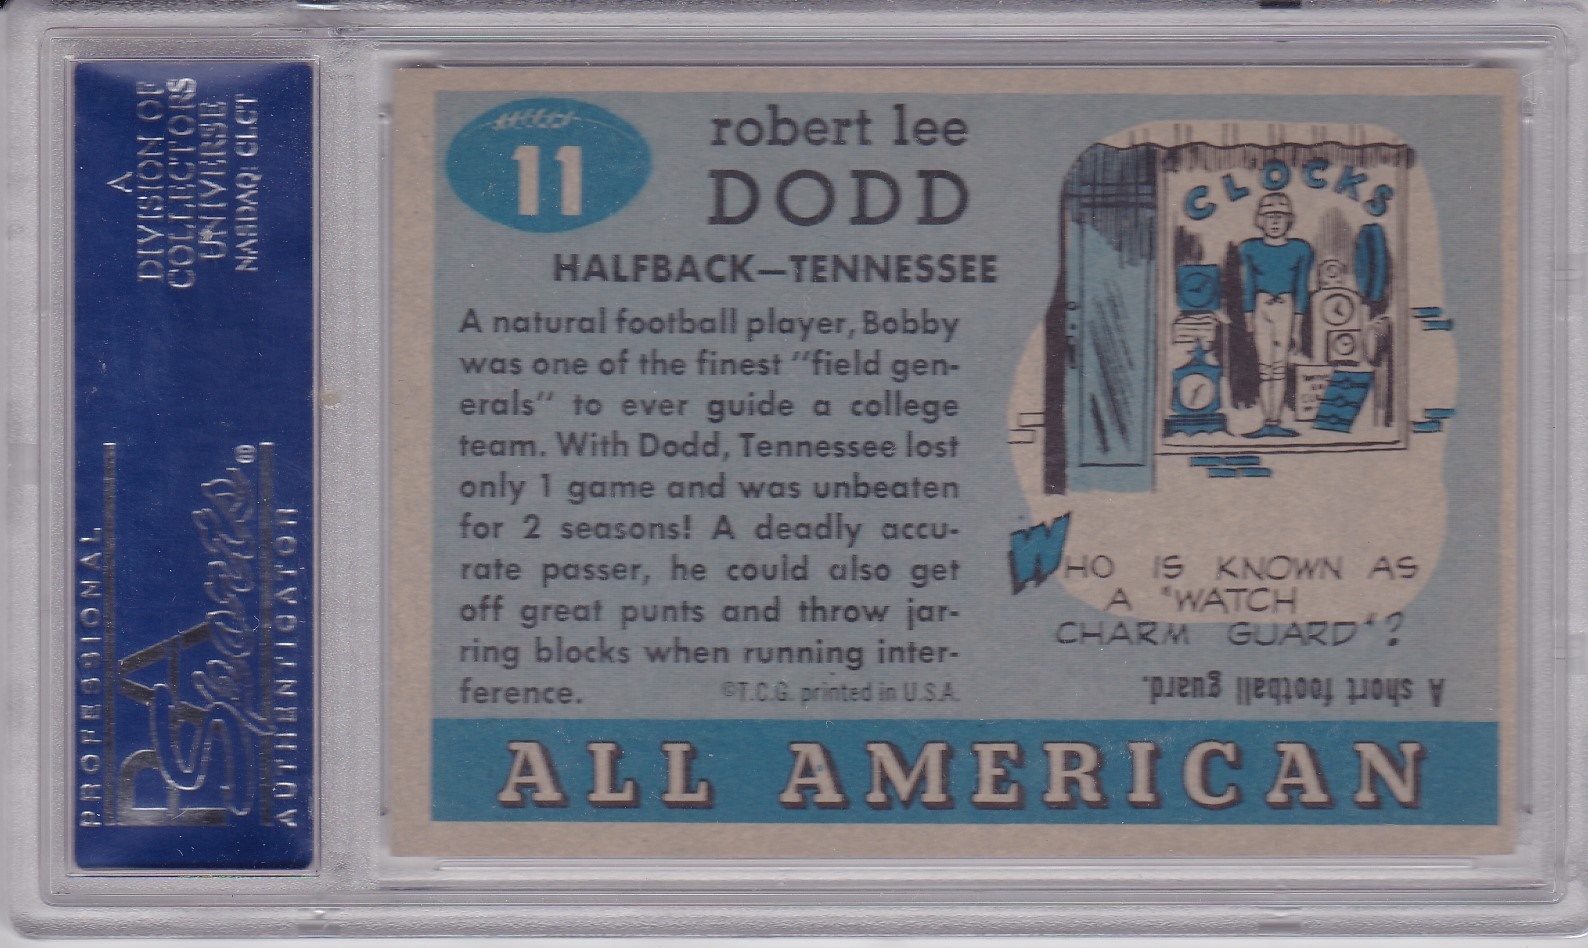 A
DIVISION OF
COLLECTORS
UNIVERSE
NASDAQ CLCT
PROFESSIONAL
PSA
Sports
®
AUTHENTICATOR
11
robert lee
DODD
HALFBACK—TENNESSEE
A natural football player, Bobby
was one of the finest "field gen-
erals" to ever guide a college
team. With Dodd, Tennessee lost
only 1 game and was unbeaten
for 2 seasons! A deadly accu-
rate passer, he could also get
off great punts and throw jar-
ring blocks when running inter-
ference.
©T.C.G. printed in U.S.A.
CLOCKS
WHO IS KNOWN AS
A "WATCH
CHARM GUARD"?
A short football guard.
ALL AMERICAN